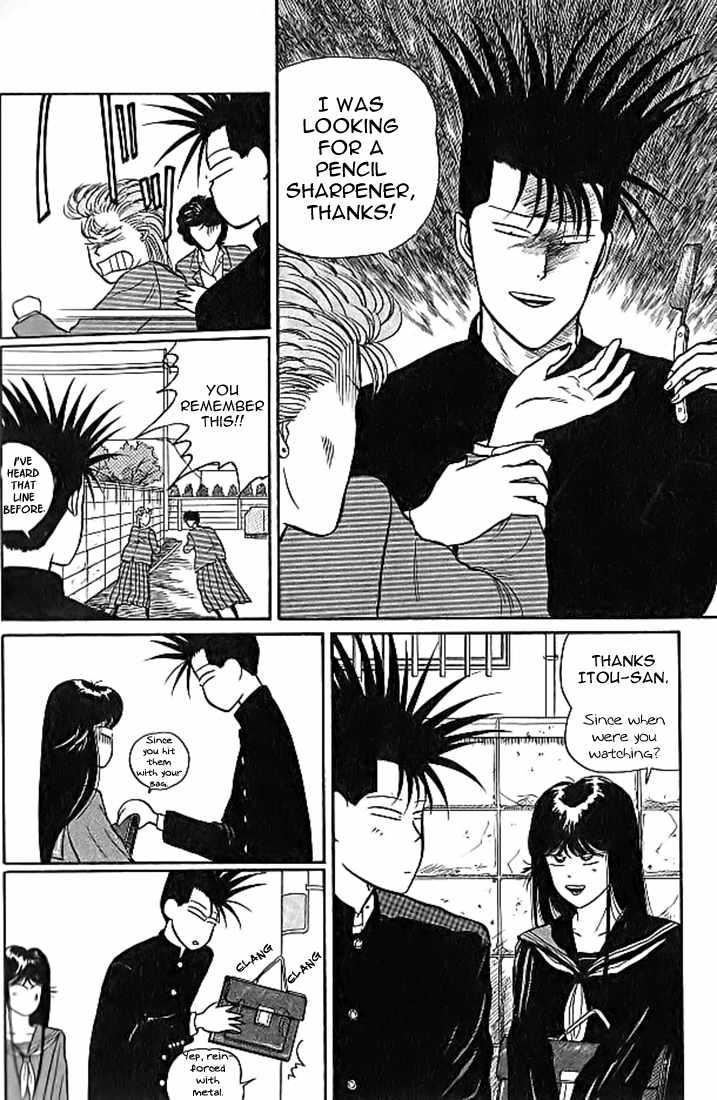 I WAS
LOOKING
FOR A
PENCIL
SHARPENER,
THANKS!
YOU
REMEMBER
THIS!!
I'VE
HEARD
THAT
LINE
BEFORE.
THANKS
ITOU-SAN.
Since when
were you
watching?
Since
you hit
them
with your
bag.
CLANG
CLANG
Yep, rein-
forced
with
metal.